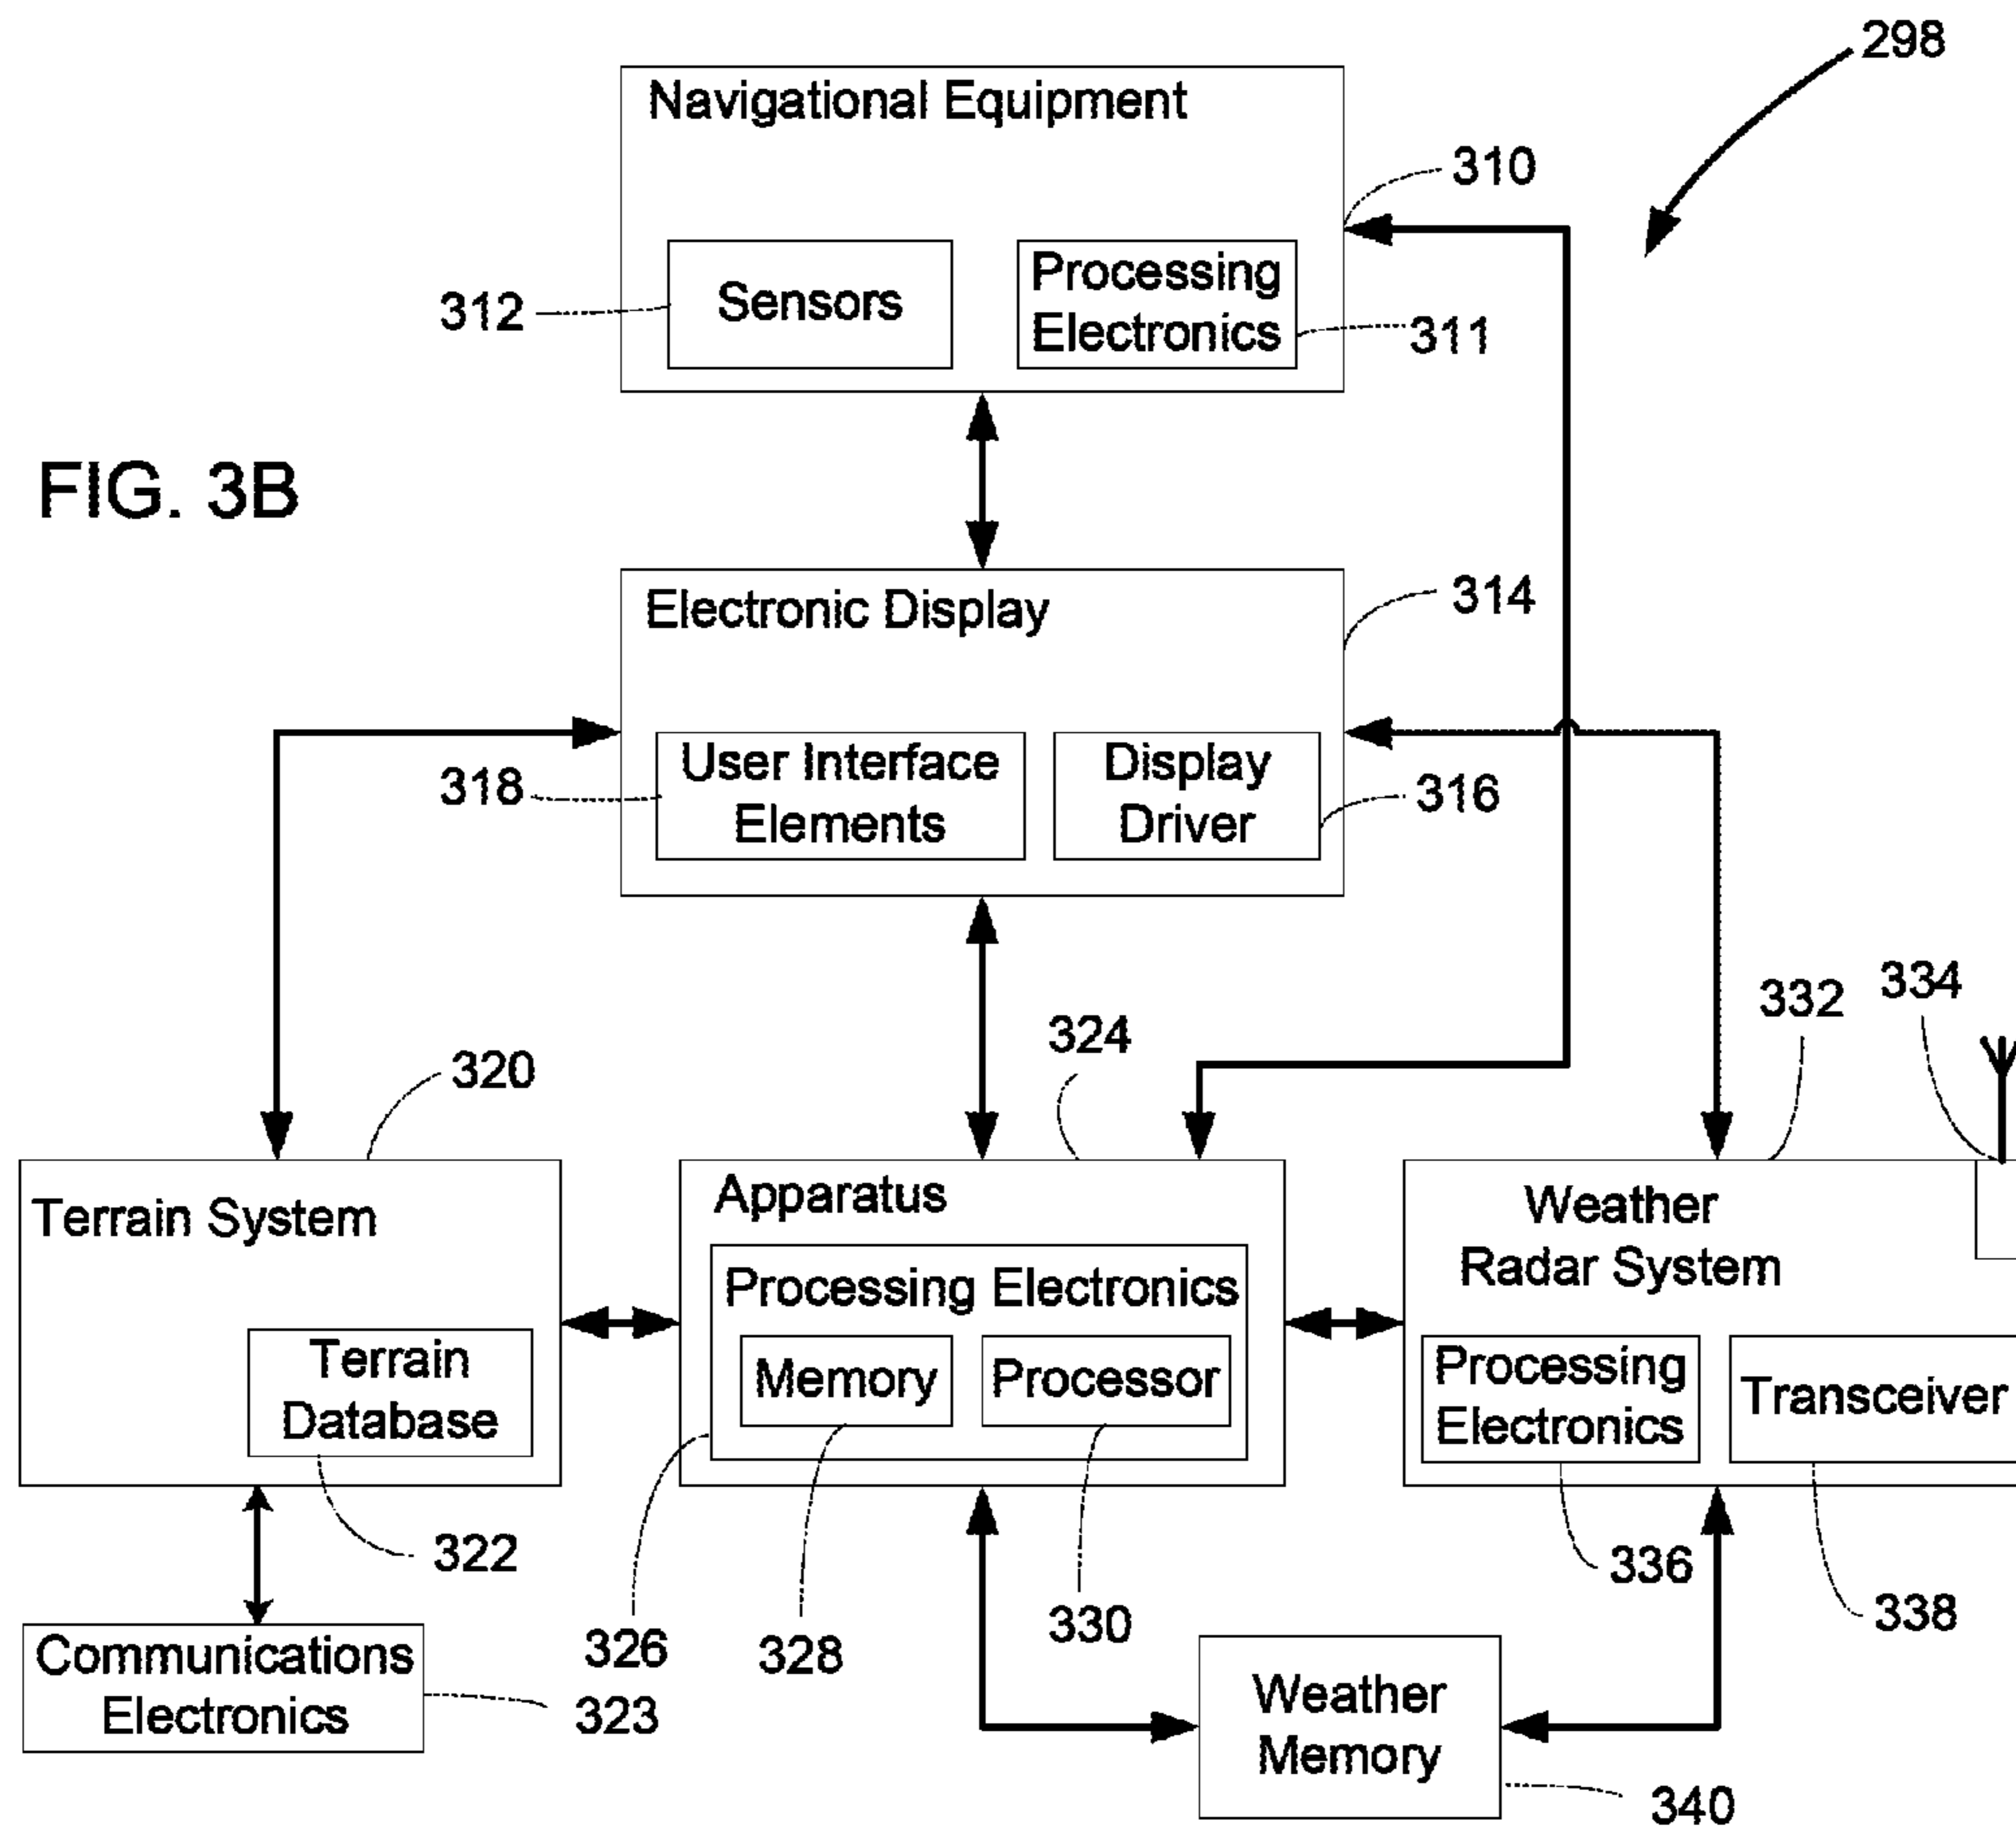 298
Navigational Equipment
310
Sensors
Processing
Electronics
312
311
FIG. 3B
Electronic Display
314
User Interface
Elements
Display
Driver
318
316
334
332
324
320
Terrain System
Apparatus
Weather
Radar System
Processing Electronics
Terrain
Database
Memory
Processor
Processing
Electronics
Transceiver
322
336
326
328
330
338
Communications
Electronics
323
Weather
Memory
340